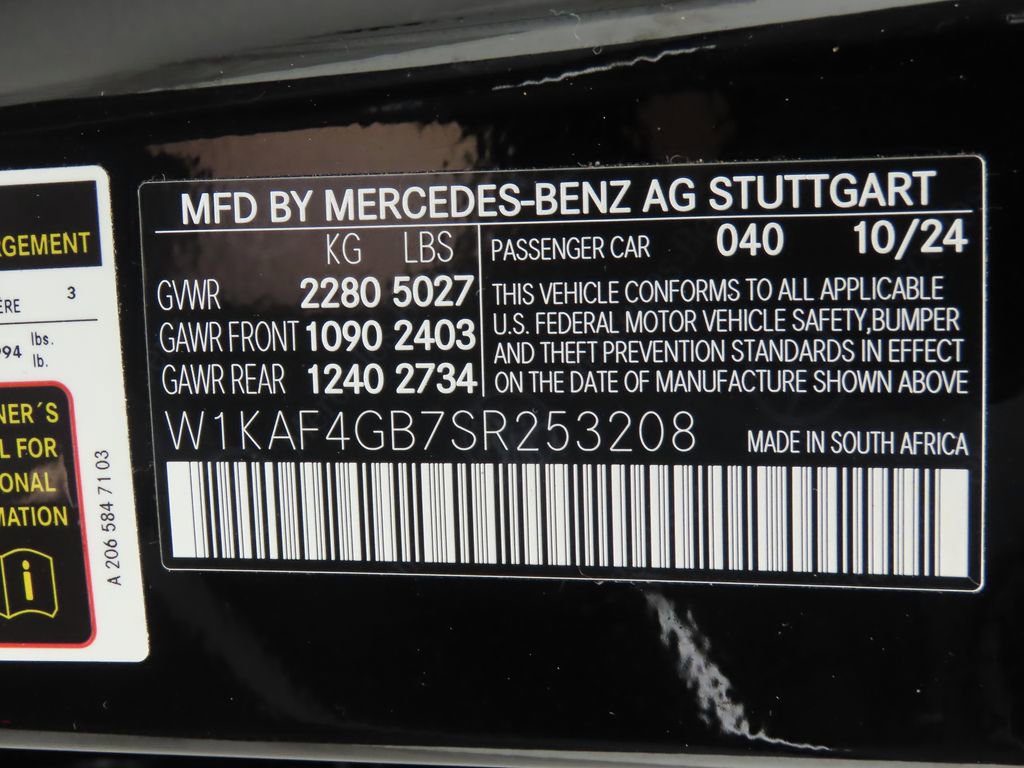 RGEMENT
ÈRE 3
994 lbs.
lb.
NER´S
L FOR
ONAL
MATION
i
A 206 584 71 03
MFD BY MERCEDES-BENZ AG STUTTGART
KG LBS
GVWR 2280 5027
GAWR FRONT 1090 2403
GAWR REAR 1240 2734
PASSENGER CAR 040 10/24
THIS VEHICLE CONFORMS TO ALL APPLICABLE
U.S. FEDERAL MOTOR VEHICLE SAFETY,BUMPER
AND THEFT PREVENTION STANDARDS IN EFFECT
ON THE DATE OF MANUFACTURE SHOWN ABOVE
W1KAF4GB7SR253208
MADE IN SOUTH AFRICA